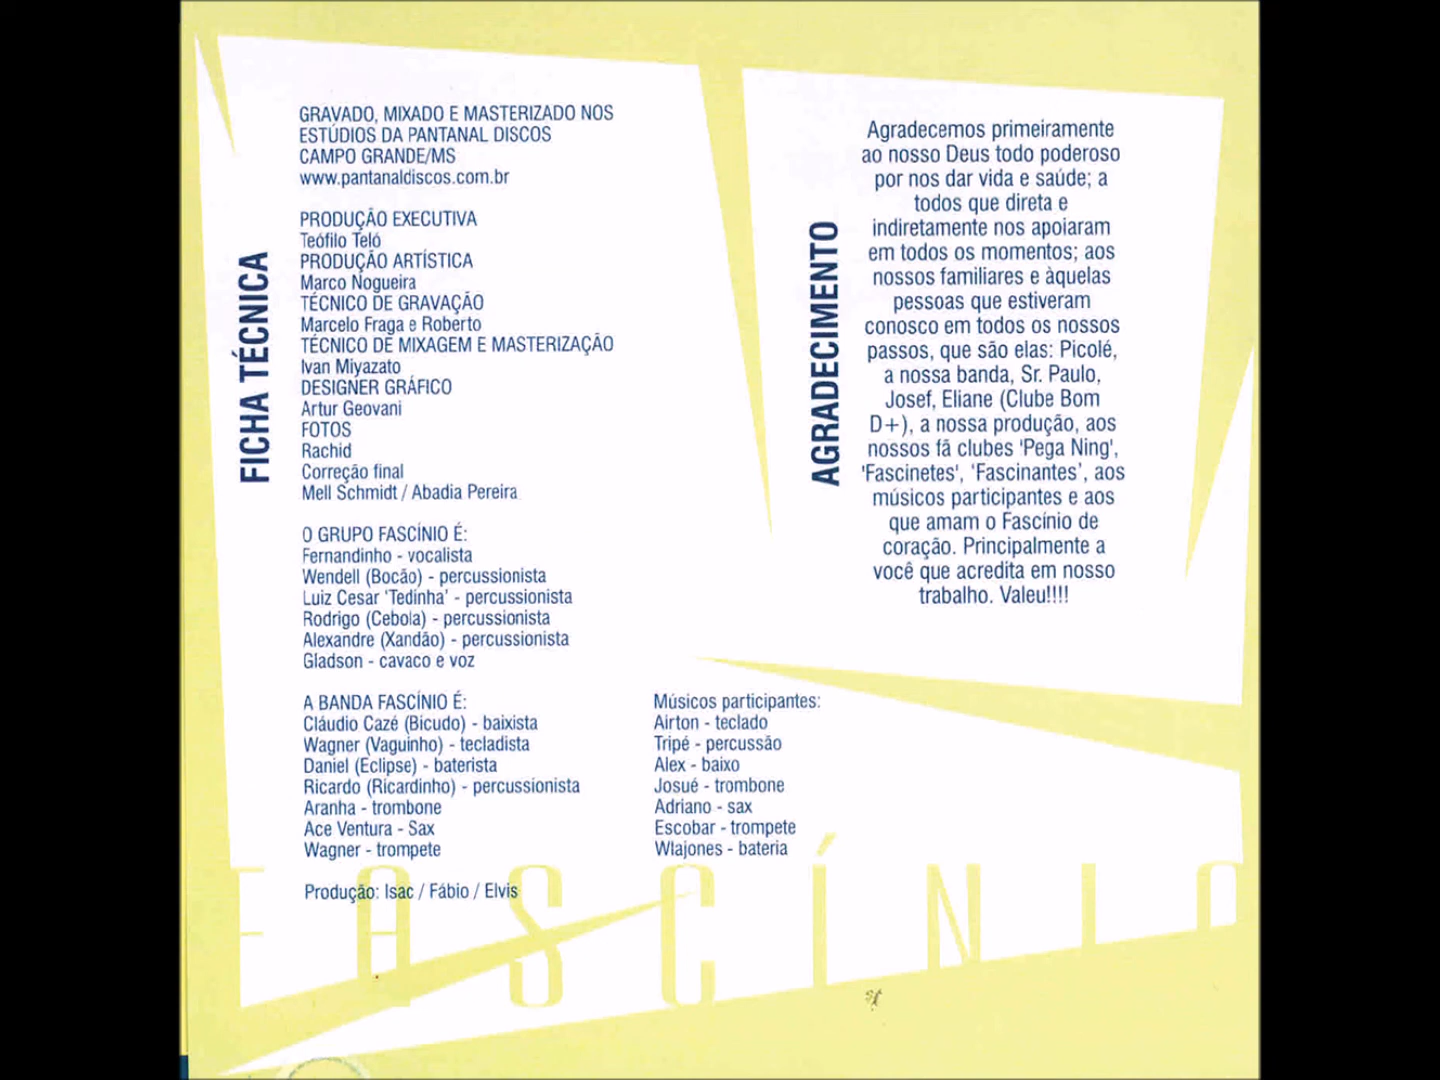 FICHA TÉCNICA
GRAVADO, MIXADO E MASTERIZADO NOS
ESTÚDIOS DA PANTANAL DISCOS
CAMPO GRANDE/MS
www.pantanaldiscos.com.br
PRODUÇÃO EXECUTIVA
Teófilo Teló
PRODUÇÃO ARTÍSTICA
Marco Nogueira
TÉCNICO DE GRAVAÇÃO
Marcelo Fraga e Roberto
TÉCNICO DE MIXAGEM E MASTERIZAÇÃO
Ivan Miyazato
DESIGNER GRÁFICO
Artur Geovani
FOTOS
Rachid
Correção final
Mell Schmidt / Abadia Pereira
O GRUPO FASCÍNIO É:
Fernandinho - vocalista
Wendell (Bocão) - percussionista
Luiz Cesar 'Tedinha' - percussionista
Rodrigo (Cebola) - percussionista
Alexandre (Xandão) - percussionista
Gladson - cavaco e voz
A BANDA FASCÍNIO É:
Cláudio Cazé (Bicudo) - baixista
Wagner (Vaguinho) - tecladista
Daniel (Eclipse) - baterista
Ricardo (Ricardinho) - percussionista
Aranha - trombone
Ace Ventura - Sax
Wagner - trompete
Produção: Isac / Fábio / Elvis
Músicos participantes:
Airton - teclado
Tripé - percussão
Alex - baixo
Josué - trombone
Adriano - sax
Escobar - trompete
Wlajones - bateria
AGRADECIMENTO
Agradecemos primeiramente
ao nosso Deus todo poderoso
por nos dar vida e saúde; a
todos que direta e
indiretamente nos apoiaram
em todos os momentos; aos
nossos familiares e àquelas
pessoas que estiveram
conosco em todos os nossos
passos, que são elas: Picolé,
a nossa banda, Sr. Paulo,
Josef, Eliane (Clube Bom
D+), a nossa produção, aos
nossos fã clubes 'Pega Ning',
'Fascinetes', 'Fascinantes', aos
músicos participantes e aos
que amam o Fascínio de
coração. Principalmente a
você que acredita em nosso
trabalho. Valeu!!!!
FASCÍNIO